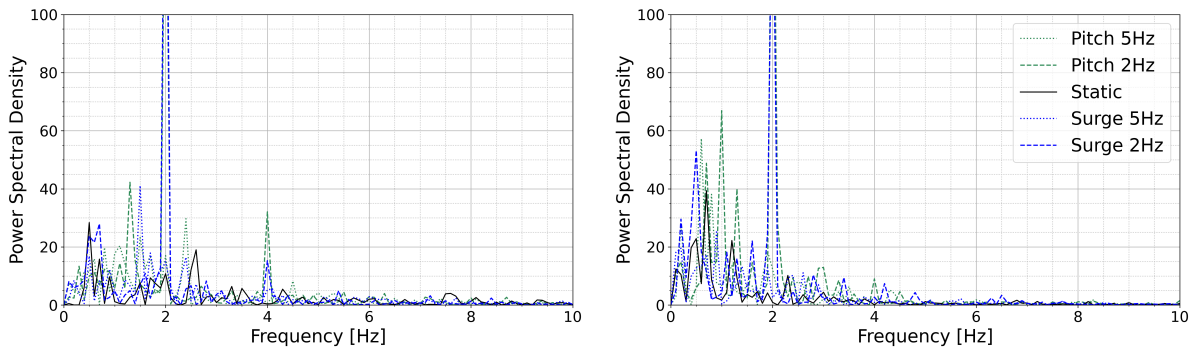 Power Spectral Density
100
80
60
40
20
0
0 2 4 6 8 10
Frequency [Hz]
Power Spectral Density
100
80
60
40
20
0
0 2 4 6 8 10
Frequency [Hz]
Pitch 5Hz
Pitch 2Hz
Static
Surge 5Hz
Surge 2Hz